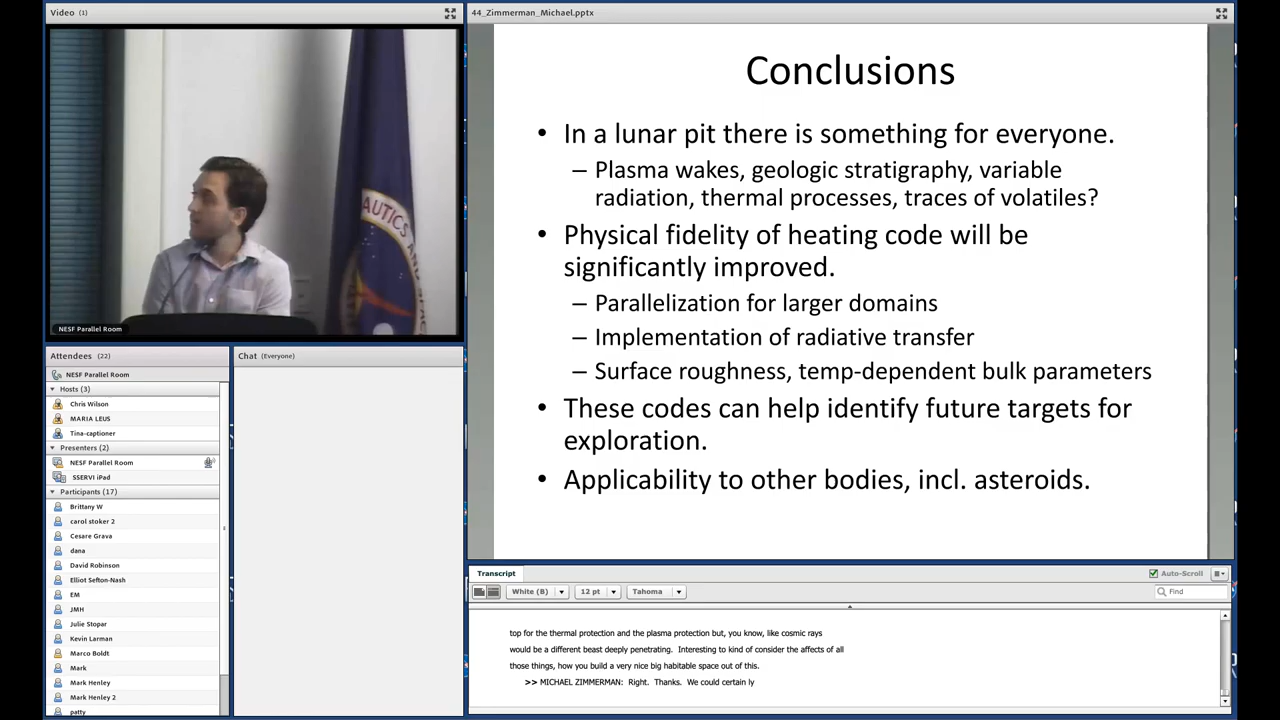 Video (1)
AUTICS AND SPACE
NESF Parallel Room
Attendees (22)
NESF Parallel Room
Hosts (3)
Chris Wilson
MARIA LEUS
Tina-captioner
Presenters (2)
NESF Parallel Room
SSERVI iPad
Participants (17)
Brittany W
carol stoker 2
Cesare Grava
dana
David Robinson
Elliot Sefton-Nash
EM
JMH
Julie Stopar
Kevin Larman
Marco Boldt
Mark
Mark Henley
Mark Henley 2
patty
Chat (Everyone)
44_Zimmerman_Michael.pptx
Conclusions
• In a lunar pit there is something for everyone.
– Plasma wakes, geologic stratigraphy, variable
radiation, thermal processes, traces of volatiles?
• Physical fidelity of heating code will be
significantly improved.
– Parallelization for larger domains
– Implementation of radiative transfer
– Surface roughness, temp-dependent bulk parameters
• These codes can help identify future targets for
exploration.
• Applicability to other bodies, incl. asteroids.
Transcript
Auto-Scroll
White (B)
12 pt
Tahoma
Find
top for the thermal protection and the plasma protection but, you know, like cosmic rays
would be a different beast deeply penetrating. Interesting to kind of consider the affects of all
those things, how you build a very nice big habitable space out of this.
>> MICHAEL ZIMMERMAN: Right. Thanks. We could certain ly